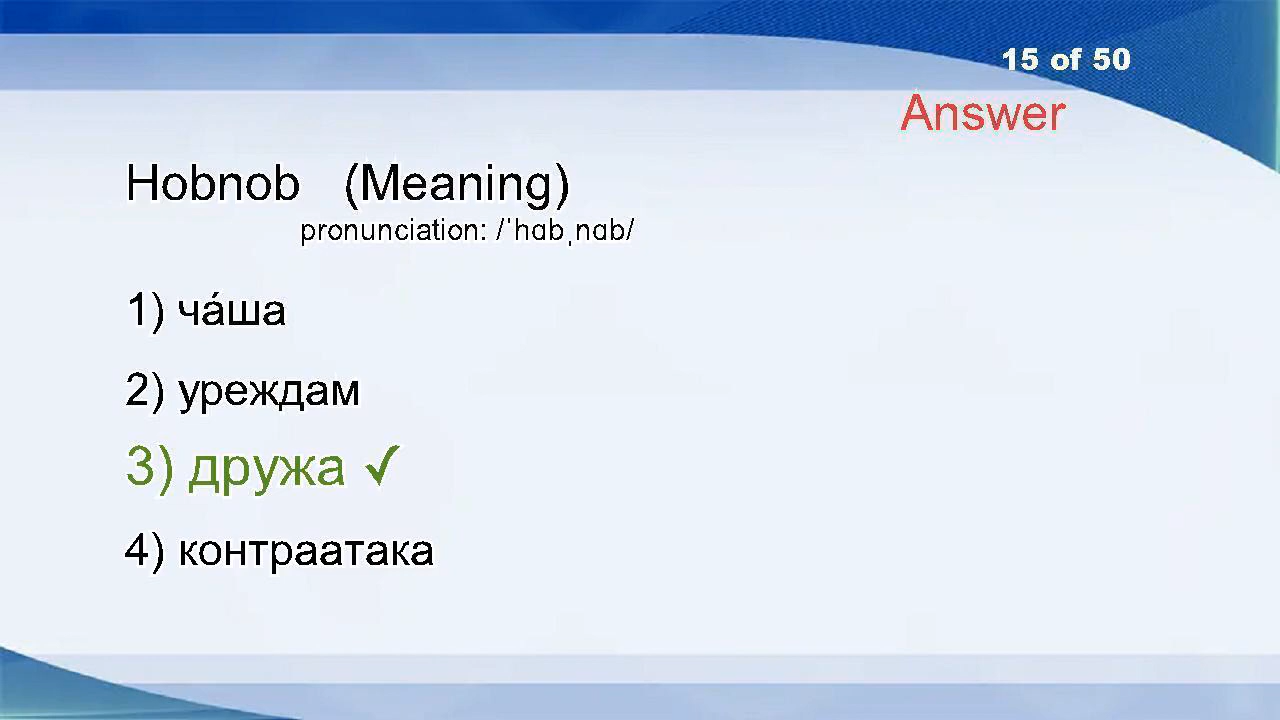 15 of 50
Answer
Hobnob (Meaning)
pronunciation: /ˈhɑbˌnɑb/
1) ча́ша
2) уреждам
3) дружа ✓
4) контраатака